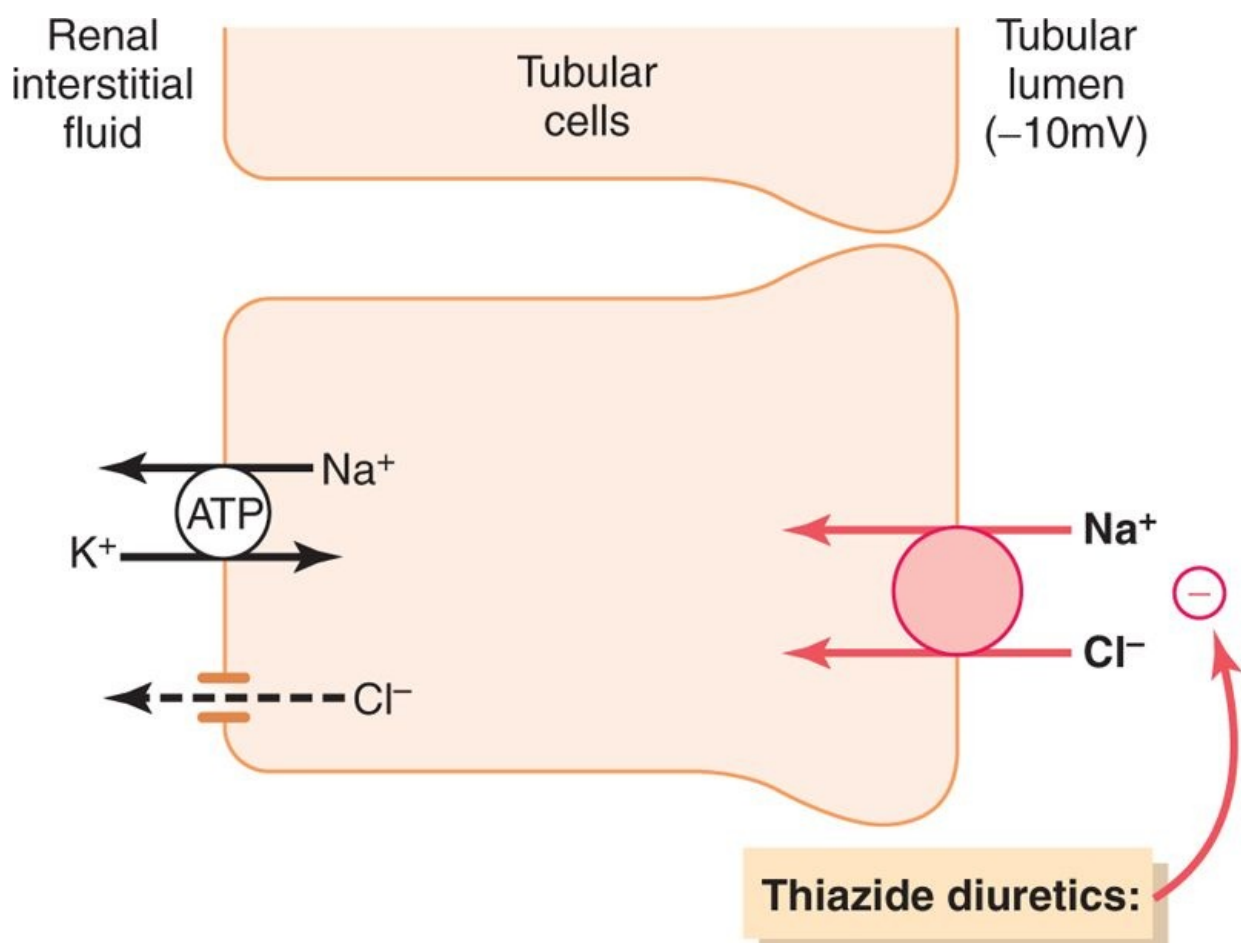 Renal
interstitial
fluid
Tubular
cells
Tubular
lumen
(–10mV)
Na⁺
ATP
K⁺
Cl⁻
Na⁺
–
Cl⁻
Thiazide diuretics: